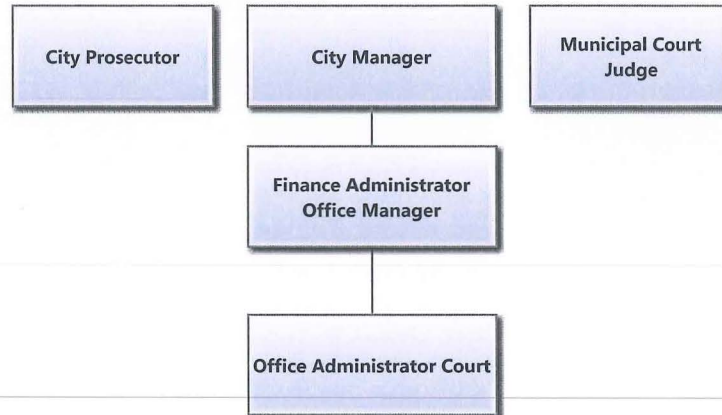 City Prosecutor
City Manager
Municipal Court
Judge
Finance Administrator
Office Manager
Office Administrator Court